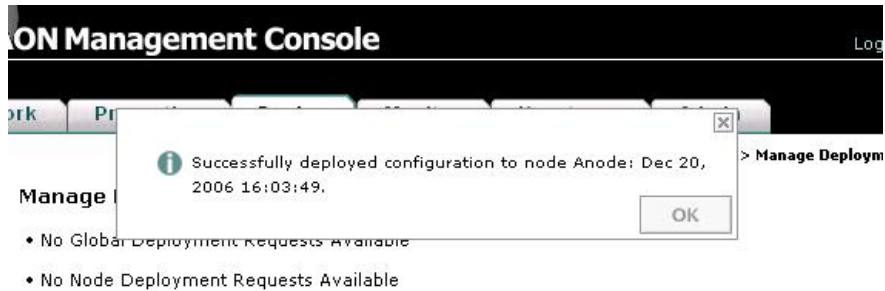 AON Management Console
Log
ork Pr
Successfully deployed configuration to node Anode: Dec 20,
2006 16:03:49.
OK
> Manage Deploym
Manage
• No Global Deployment Requests Available
• No Node Deployment Requests Available